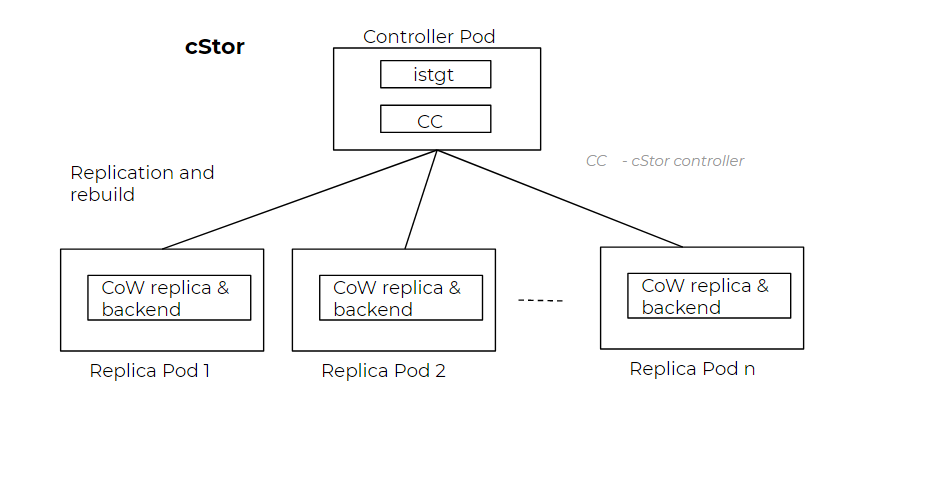 cStor
Controller Pod
istgt
CC
CC - cStor controller
Replication and
rebuild
CoW replica &
backend
CoW replica &
backend
CoW replica &
backend
Replica Pod 1
Replica Pod 2
Replica Pod n